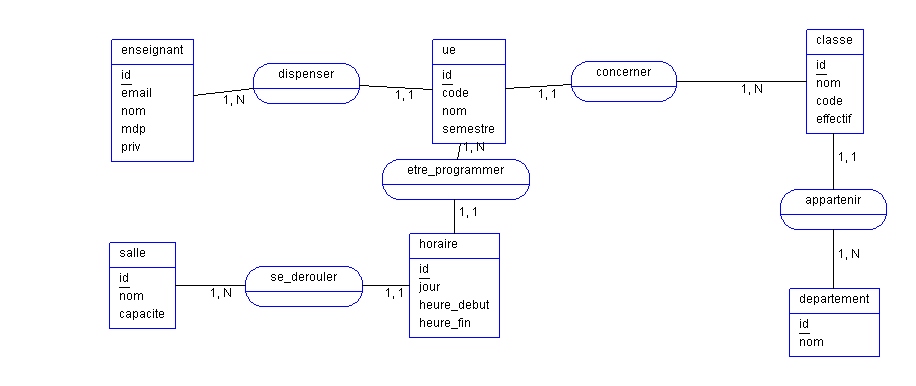 enseignant
id
email
nom
mdp
priv
1, N
dispenser
1, 1
ue
id
code
nom
semestre
1, 1
concerner
1, N
classe
id
nom
code
effectif
1, N
etre_programmer
1, 1
1, 1
appartenir
1, N
salle
id
nom
capacite
1, N
se_derouler
1, 1
horaire
id
jour
heure_debut
heure_fin
departement
id
nom